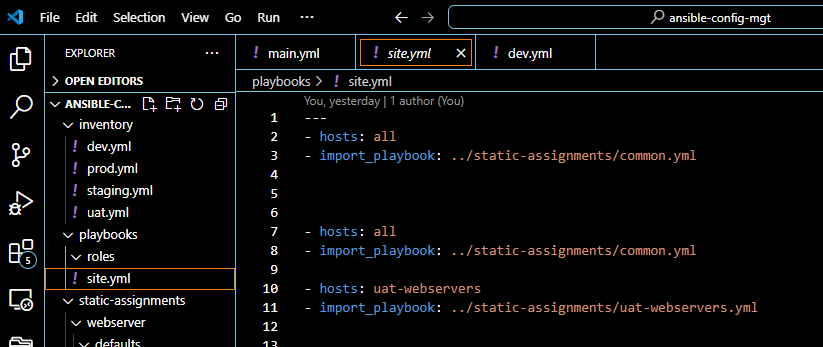 File Edit Selection View Go Run ··· ← → ansible-config-mgt
EXPLORER ···
main.yml site.yml dev.yml
OPEN EDITORS
playbooks > ! site.yml
ANSIBLE-C...
You, yesterday | 1 author (You)
inventory
! dev.yml
! prod.yml
! staging.yml
! uat.yml
playbooks
roles
! site.yml
static-assignments
webserver
defaults
5
1 ---
2 - hosts: all
3 - import_playbook: ../static-assignments/common.yml
4
5
6
7 - hosts: all
8 - import_playbook: ../static-assignments/common.yml
9
10 - hosts: uat-webservers
11 - import_playbook: ../static-assignments/uat-webservers.yml
12
13